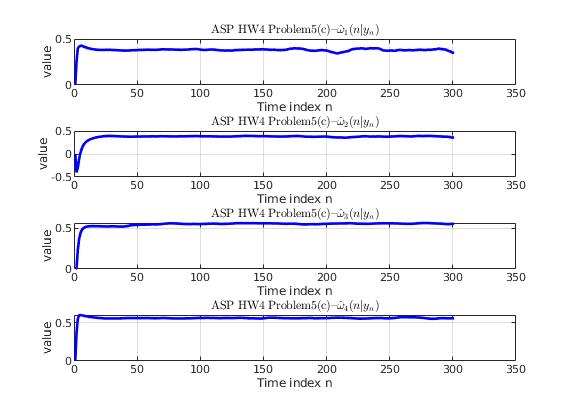 ASP HW4 Problem5(c)–ω̂₁(n|yₙ)
0.5
value
0
0 50 100 150 200 250 300 350
Time index n
ASP HW4 Problem5(c)–ω̂₂(n|yₙ)
0.5
value
0
-0.5
0 50 100 150 200 250 300 350
Time index n
ASP HW4 Problem5(c)–ω̂₃(n|yₙ)
0.5
value
0
0 50 100 150 200 250 300 350
Time index n
ASP HW4 Problem5(c)–ω̂₄(n|yₙ)
0.5
value
0
0 50 100 150 200 250 300 350
Time index n